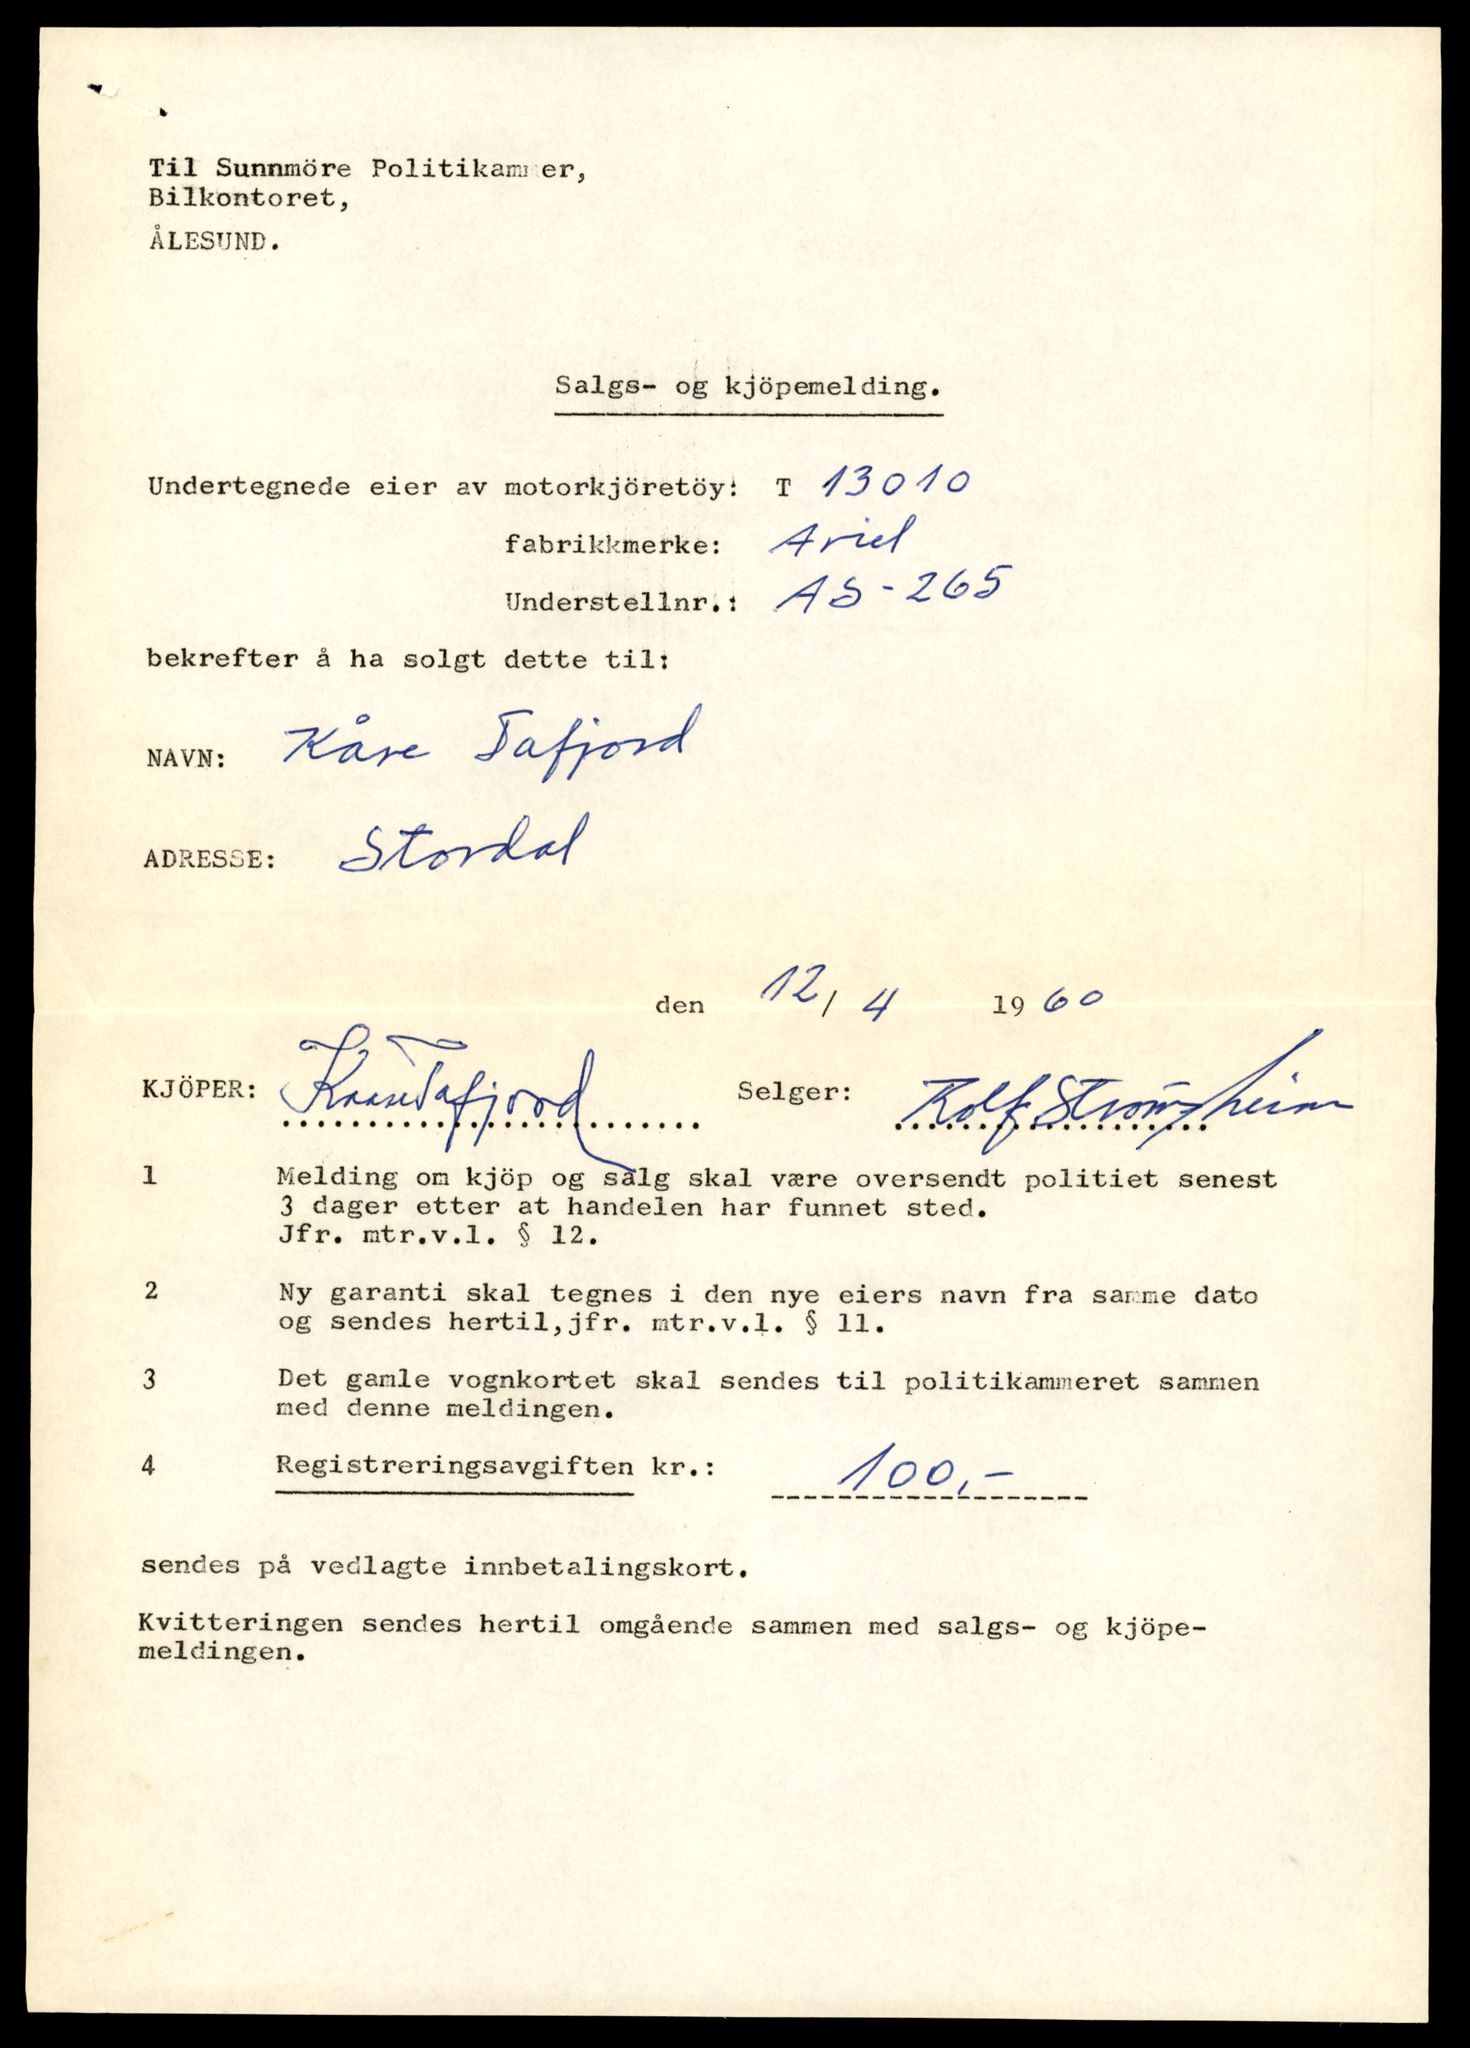 Til Sunnmöre Politikammer,
Bilkontoret,
ÅLESUND.
Salgs- og kjöpemelding.
Undertegnede eier av motorkjöretöy: T 13010
fabrikkmerke: Ariel
Understellnr.: AS-265
bekrefter å ha solgt dette til:
NAVN: Kåre Tafjord
ADRESSE: Stordal
den 12/4 1960
KJÖPER: Kaare Tafjord Selger: Rolf Strömsheim
1 Melding om kjöp og salg skal være oversendt politiet senest
3 dager etter at handelen har funnet sted.
Jfr. mtr.v.l. § 12.
2 Ny garanti skal tegnes i den nye eiers navn fra samme dato
og sendes hertil,jfr. mtr.v.l. § 11.
3 Det gamle vognkortet skal sendes til politikammeret sammen
med denne meldingen.
4 Registreringsavgiften kr.: 100,-
sendes på vedlagte innbetalingskort.
Kvitteringen sendes hertil omgående sammen med salgs- og kjöpe-
meldingen.